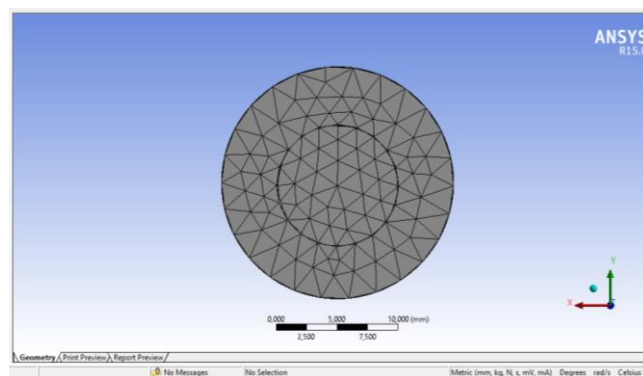 ANSYS
R15.0
Y
X
Z
0,000 5,000 10,000 (mm)
2,500 7,500
Geometry Print Preview Report Preview
No Messages No Selection Metric (mm, kg, N, s, mV, mA) Degrees rad/s Celsius